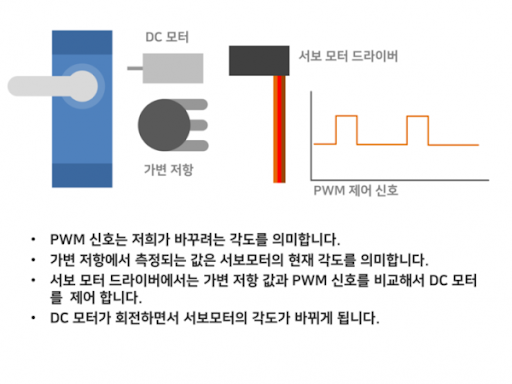 DC 모터
서보 모터 드라이버
가변 저항
PWM 제어 신호
• PWM 신호는 저희가 바꾸려는 각도를 의미합니다.
• 가변 저항에서 측정되는 값은 서보모터의 현재 각도를 의미합니다.
• 서보 모터 드라이버에서는 가변 저항 값과 PWM 신호를 비교해서 DC 모터
를 제어 합니다.
• DC 모터가 회전하면서 서보모터의 각도가 바뀌게 됩니다.